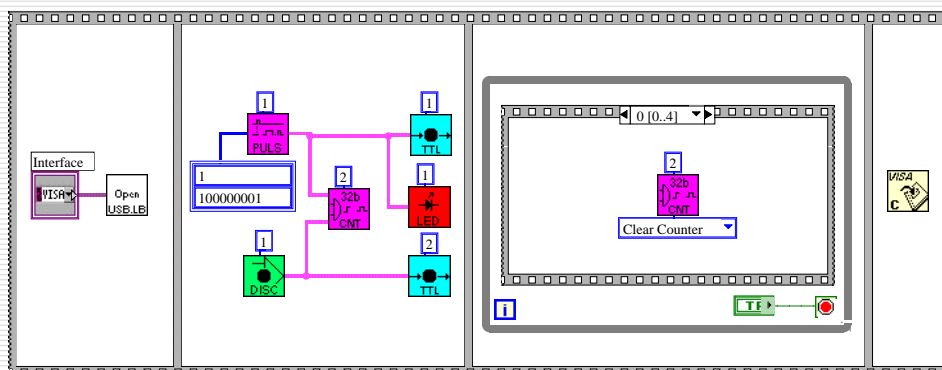 Interface
VISA
Open
USB.LB
1
PULS
1
100000001
2
32b
CNT
1
DISC
1
TTL
1
LED
2
TTL
0 [0..4]
2
32b
CNT
Clear Counter
i
TF
VISA
C